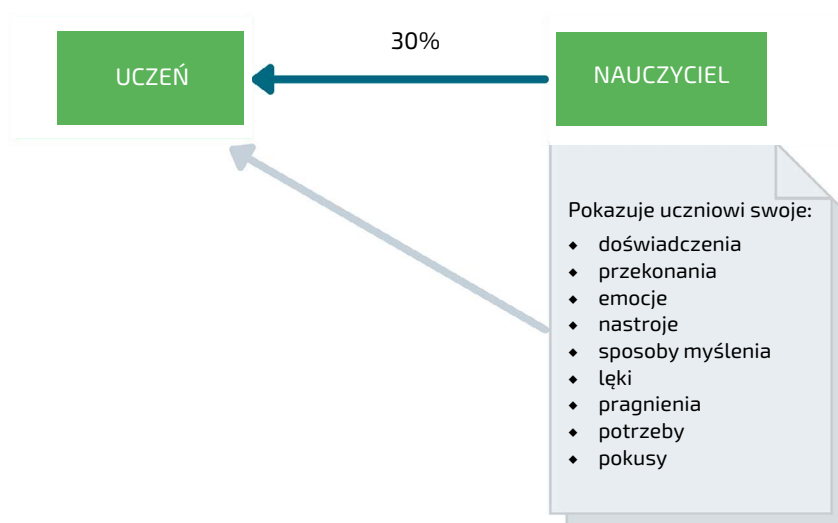 30%
UCZEŃ
NAUCZYCIEL
Pokazuje uczniowi swoje:
◆ doświadczenia
◆ przekonania
◆ emocje
◆ nastroje
◆ sposoby myślenia
◆ lęki
◆ pragnienia
◆ potrzeby
◆ pokusy